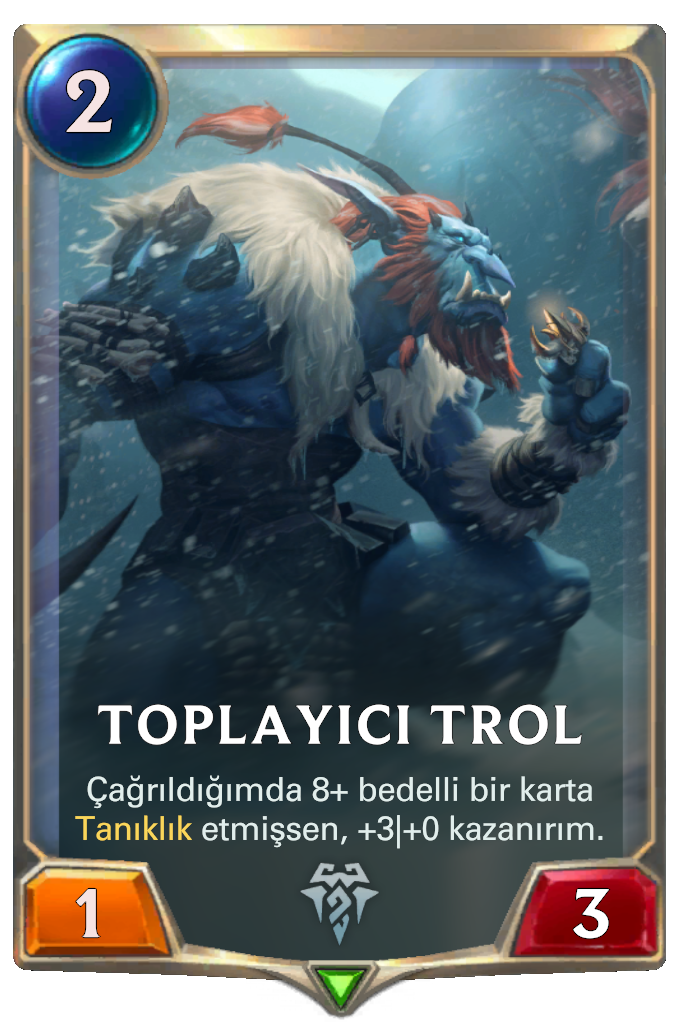 2
TOPLAYICI TROL
Çağrıldığımda 8+ bedelli bir karta
Tanıklık etmişsen, +3|+0 kazanırım.
1
3